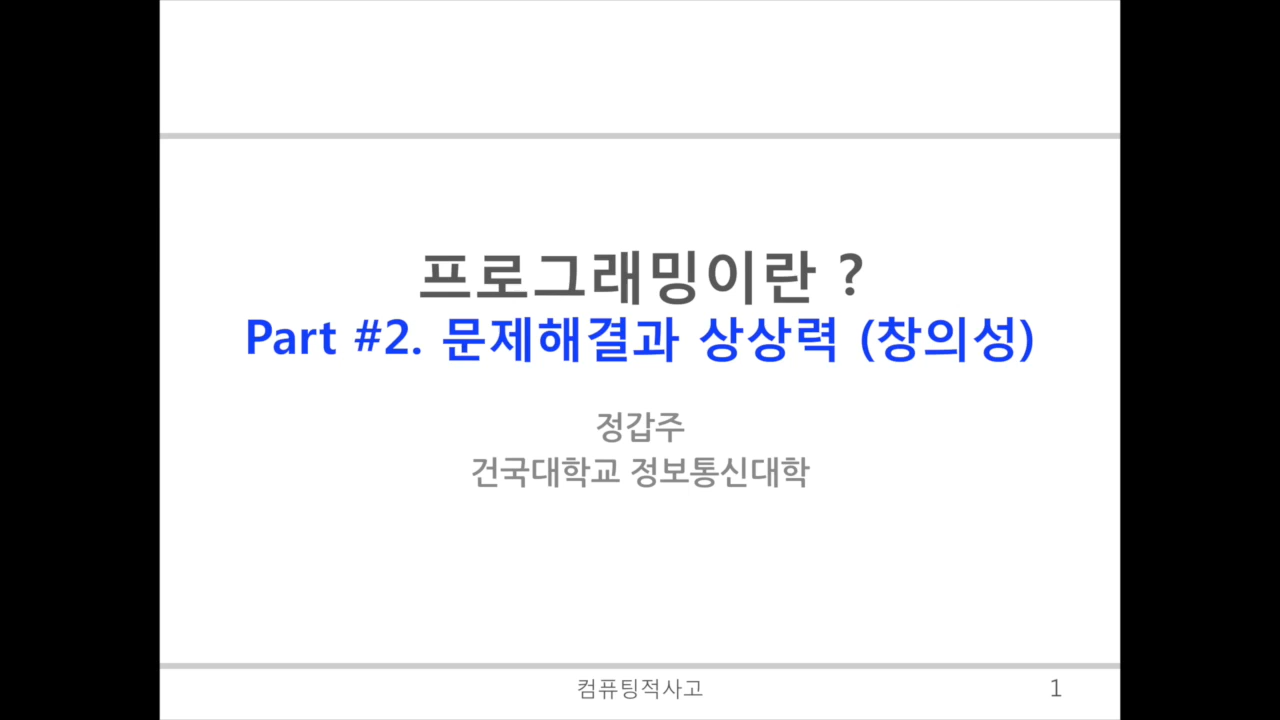 프로그래밍이란 ?
Part #2. 문제해결과 상상력 (창의성)
정갑주
건국대학교 정보통신대학
컴퓨팅적사고
1